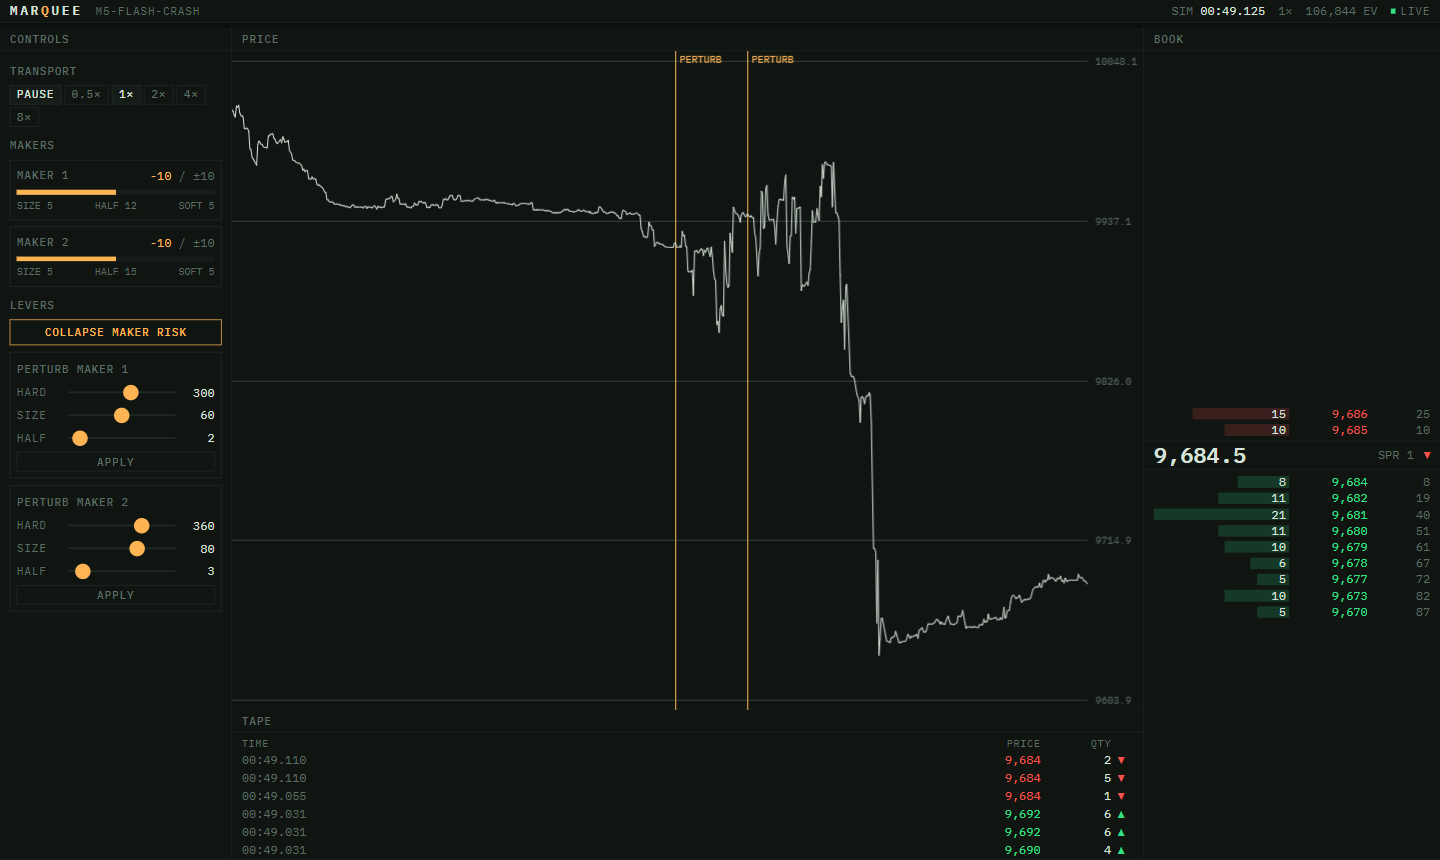 MARQUEE M5-FLASH-CRASH
SIM 00:49.125 1× 106,844 EV LIVE
CONTROLS
TRANSPORT
PAUSE 0.5× 1× 2× 4×
8×
MAKERS
MAKER 1 -10 / ±10
SIZE 5 HALF 12 SOFT 5
MAKER 2 -10 / ±10
SIZE 5 HALF 15 SOFT 5
LEVERS
COLLAPSE MAKER RISK
PERTURB MAKER 1
HARD 300
SIZE 60
HALF 2
APPLY
PERTURB MAKER 2
HARD 360
SIZE 80
HALF 3
APPLY
PRICE
PERTURB PERTURB
10048.1
9937.1
9826.0
9714.9
9603.9
TAPE
TIME PRICE QTY
00:49.110 9,684 2 ▼
00:49.110 9,684 5 ▼
00:49.055 9,684 1 ▼
00:49.031 9,692 6 ▲
00:49.031 9,692 6 ▲
00:49.031 9,690 4 ▲
BOOK
15 9,686 25
10 9,685 10
9,684.5 SPR 1 ▼
8 9,684 8
11 9,682 19
21 9,681 40
11 9,680 51
10 9,679 61
6 9,678 67
5 9,677 72
10 9,673 82
5 9,670 87